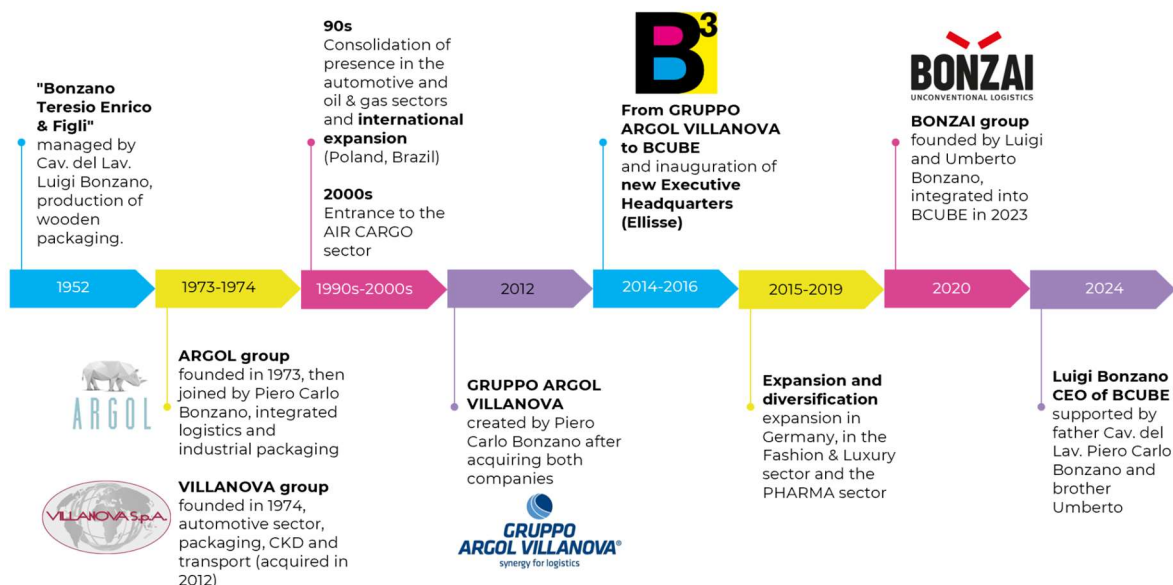 "Bonzano
Teresio Enrico
& Figli"
managed by
Cav. del Lav.
Luigi Bonzano,
production of
wooden
packaging.
90s
Consolidation of
presence in the
automotive and
oil & gas sectors
and international
expansion
(Poland, Brazil)
2000s
Entrance to the
AIR CARGO
sector
B3
From GRUPPO
ARGOL VILLANOVA
to BCUBE
and inauguration of
new Executive
Headquarters
(Ellisse)
BONZAI
UNCONVENTIONAL LOGISTICS
BONZAI group
founded by Luigi
and Umberto
Bonzano,
integrated into
BCUBE in 2023
1952
1973-1974
1990s-2000s
2012
2014-2016
2015-2019
2020
2024
ARGOL
ARGOL group
founded in 1973, then
joined by Piero Carlo
Bonzano, integrated
logistics and
industrial packaging
VILLANOVA S.p.A.
VILLANOVA group
founded in 1974,
automotive sector,
packaging, CKD and
transport (acquired in
2012)
GRUPPO ARGOL
VILLANOVA
created by Piero
Carlo Bonzano after
acquiring both
companies
GRUPPO
ARGOL VILLANOVA®
synergy for logistics
Expansion and
diversification
expansion in
Germany, in the
Fashion & Luxury
sector and the
PHARMA sector
Luigi Bonzano
CEO of BCUBE
supported by
father Cav. del
Lav. Piero Carlo
Bonzano and
brother
Umberto